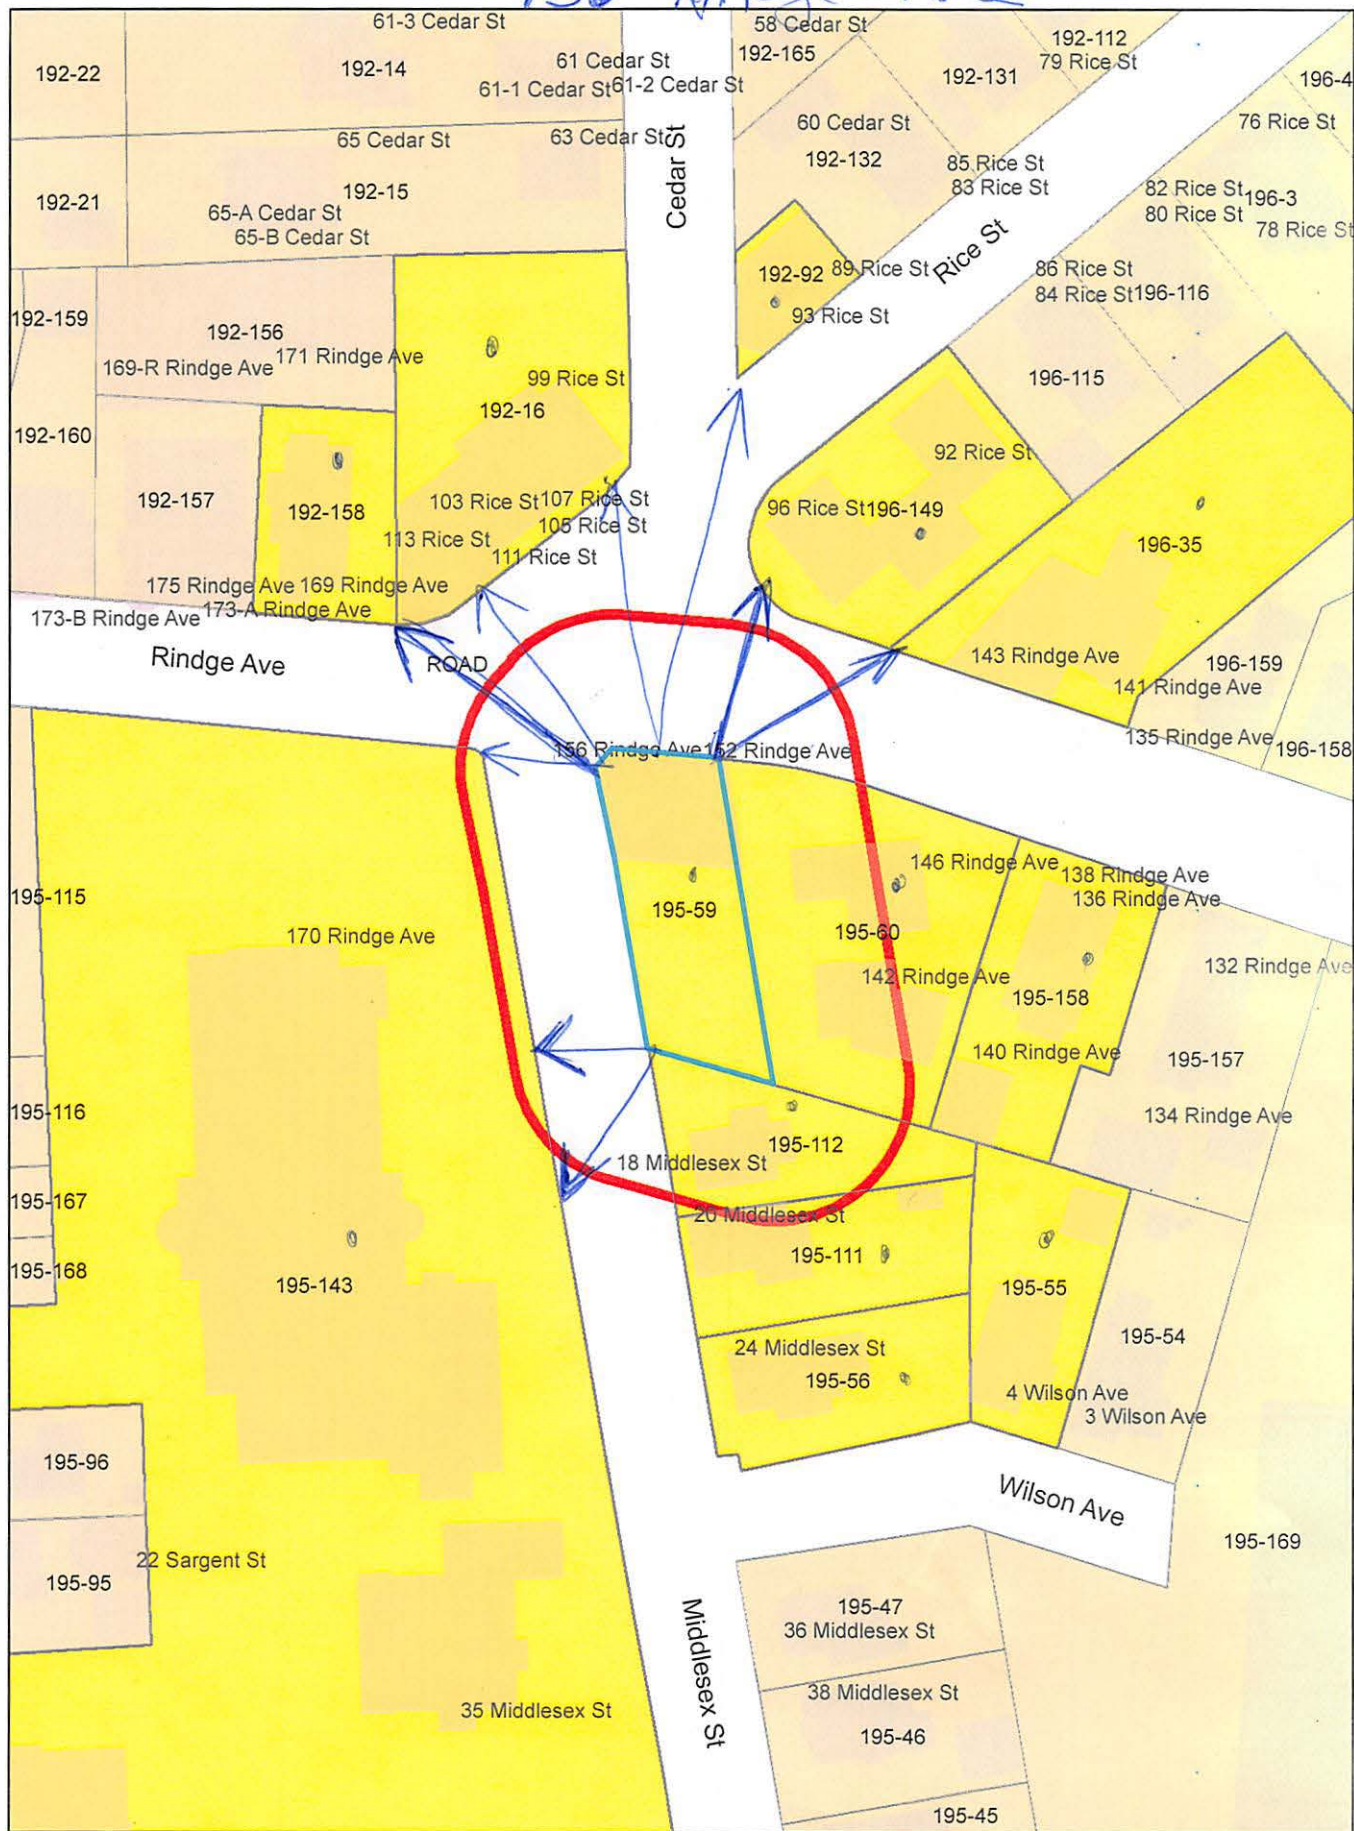 61-3 Cedar St
58 Cedar St
192-165
192-112
79 Rice St
192-22
192-14
61 Cedar St
192-131
196-4
61-1 Cedar St
61-2 Cedar St
76 Rice St
65 Cedar St
63 Cedar St
Cedar St
60 Cedar St
192-132
85 Rice St
83 Rice St
192-21
192-15
82 Rice St
196-3
80 Rice St
78 Rice St
65-A Cedar St
65-B Cedar St
Rice St
192-92
89 Rice St
86 Rice St
84 Rice St
196-116
93 Rice St
192-159
192-156
171 Rindge Ave
169-R Rindge Ave
99 Rice St
192-16
196-115
192-160
92 Rice St
192-157
192-158
103 Rice St
107 Rice St
96 Rice St
196-149
105 Rice St
113 Rice St
111 Rice St
196-35
175 Rindge Ave
169 Rindge Ave
173-A Rindge Ave
173-B Rindge Ave
Rindge Ave
ROAD
143 Rindge Ave
196-159
141 Rindge Ave
135 Rindge Ave
196-158
156 Rindge Ave
152 Rindge Ave
146 Rindge Ave
138 Rindge Ave
136 Rindge Ave
195-115
195-59
195-60
170 Rindge Ave
142 Rindge Ave
195-158
132 Rindge Ave
140 Rindge Ave
195-157
195-116
134 Rindge Ave
195-112
18 Middlesex St
195-167
20 Middlesex St
195-111
195-168
195-143
195-55
195-54
24 Middlesex St
195-56
4 Wilson Ave
3 Wilson Ave
195-96
Wilson Ave
195-169
22 Sargent St
195-95
195-47
36 Middlesex St
Middlesex St
38 Middlesex St
35 Middlesex St
195-46
195-45